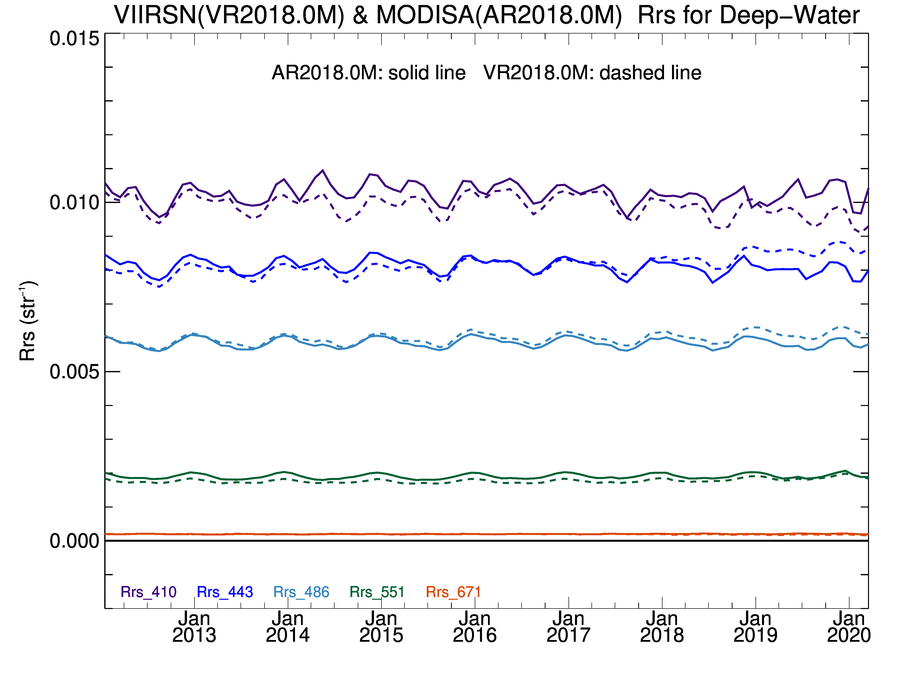 VIIRSN(VR2018.0M) & MODISA(AR2018.0M)  Rrs for Deep−Water
0.015
AR2018.0M: solid line   VR2018.0M: dashed line
0.010
Rrs (str⁻¹)
0.005
0.000
Rrs_410 Rrs_443 Rrs_486 Rrs_551 Rrs_671
Jan Jan Jan Jan Jan Jan Jan Jan
2013 2014 2015 2016 2017 2018 2019 2020